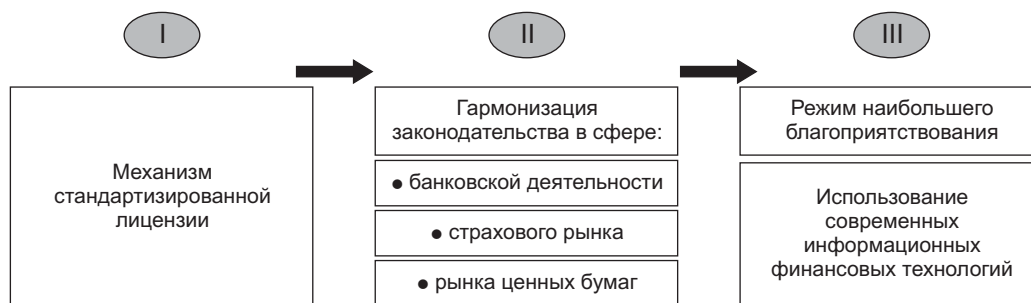 I
II
III
Механизм
стандартизированной
лицензии
Гармонизация
законодательства в сфере:
● банковской деятельности
● страхового рынка
● рынка ценных бумаг
Режим наибольшего
благоприятствования
Использование
современных
информационных
финансовых технологий